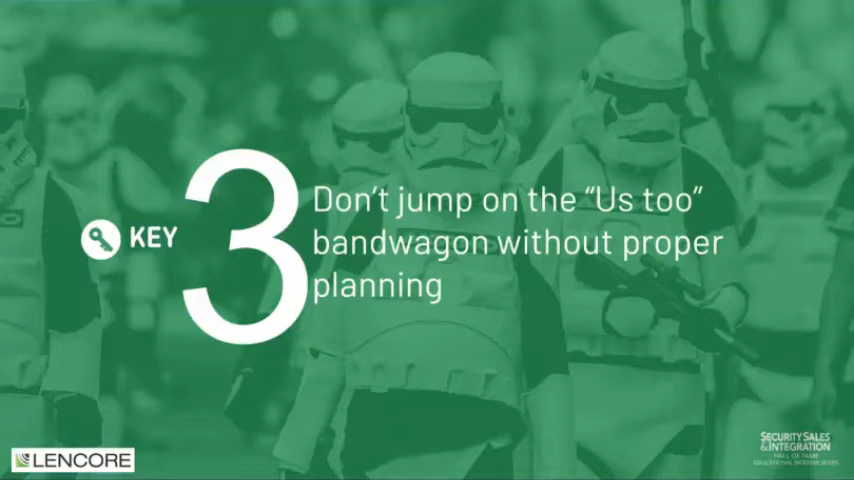 KEY
3
Don't jump on the “Us too”
bandwagon without proper
planning
LENCORE
SECURITY SALES
& INTEGRATION
HALL OF FAME